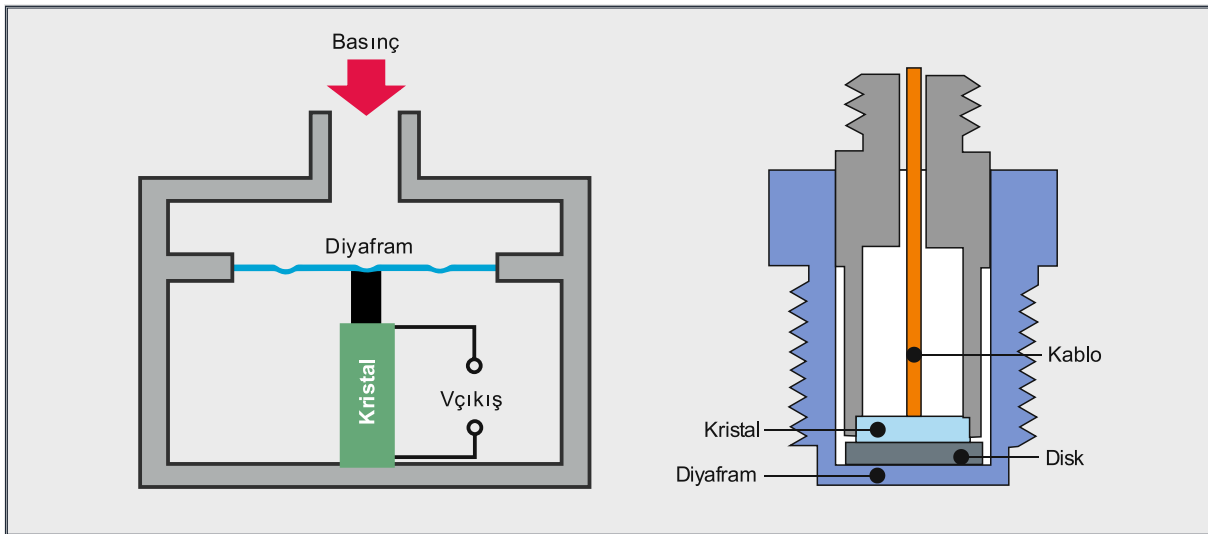 Basınç
Diyafram
Kristal
Vçıkış
Kablo
Kristal
Disk
Diyafram